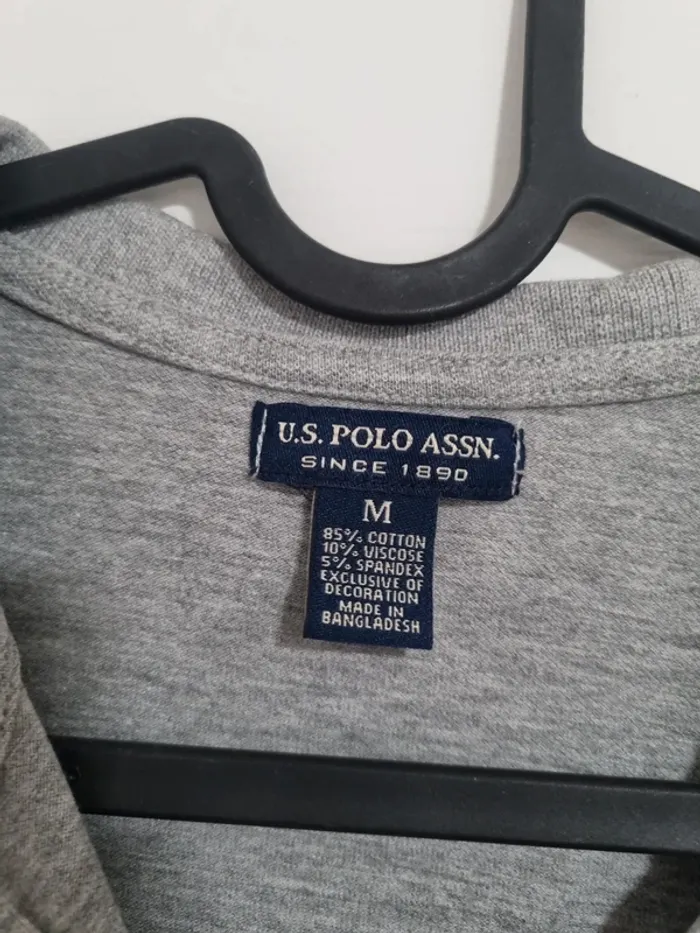 U.S. POLO ASSN.
SINCE 1890
M
85% COTTON
10% VISCOSE
5% SPANDEX
EXCLUSIVE OF
DECORATION
MADE IN
BANGLADESH